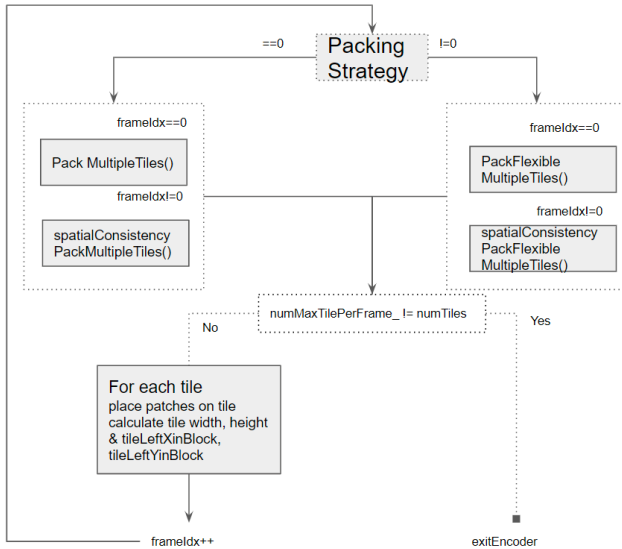 ==0
Packing
Strategy
!=0
frameIdx==0
Pack MultipleTiles()
frameIdx!=0
spatialConsistency
PackMultipleTiles()
frameIdx==0
PackFlexible
MultipleTiles()
frameIdx!=0
spatialConsistency
PackFlexible
MultipleTiles()
numMaxTilePerFrame_ != numTiles
No
Yes
For each tile
place patches on tile
calculate tile width, height
& tileLeftXinBlock,
tileLeftYinBlock
frameIdx++
exitEncoder